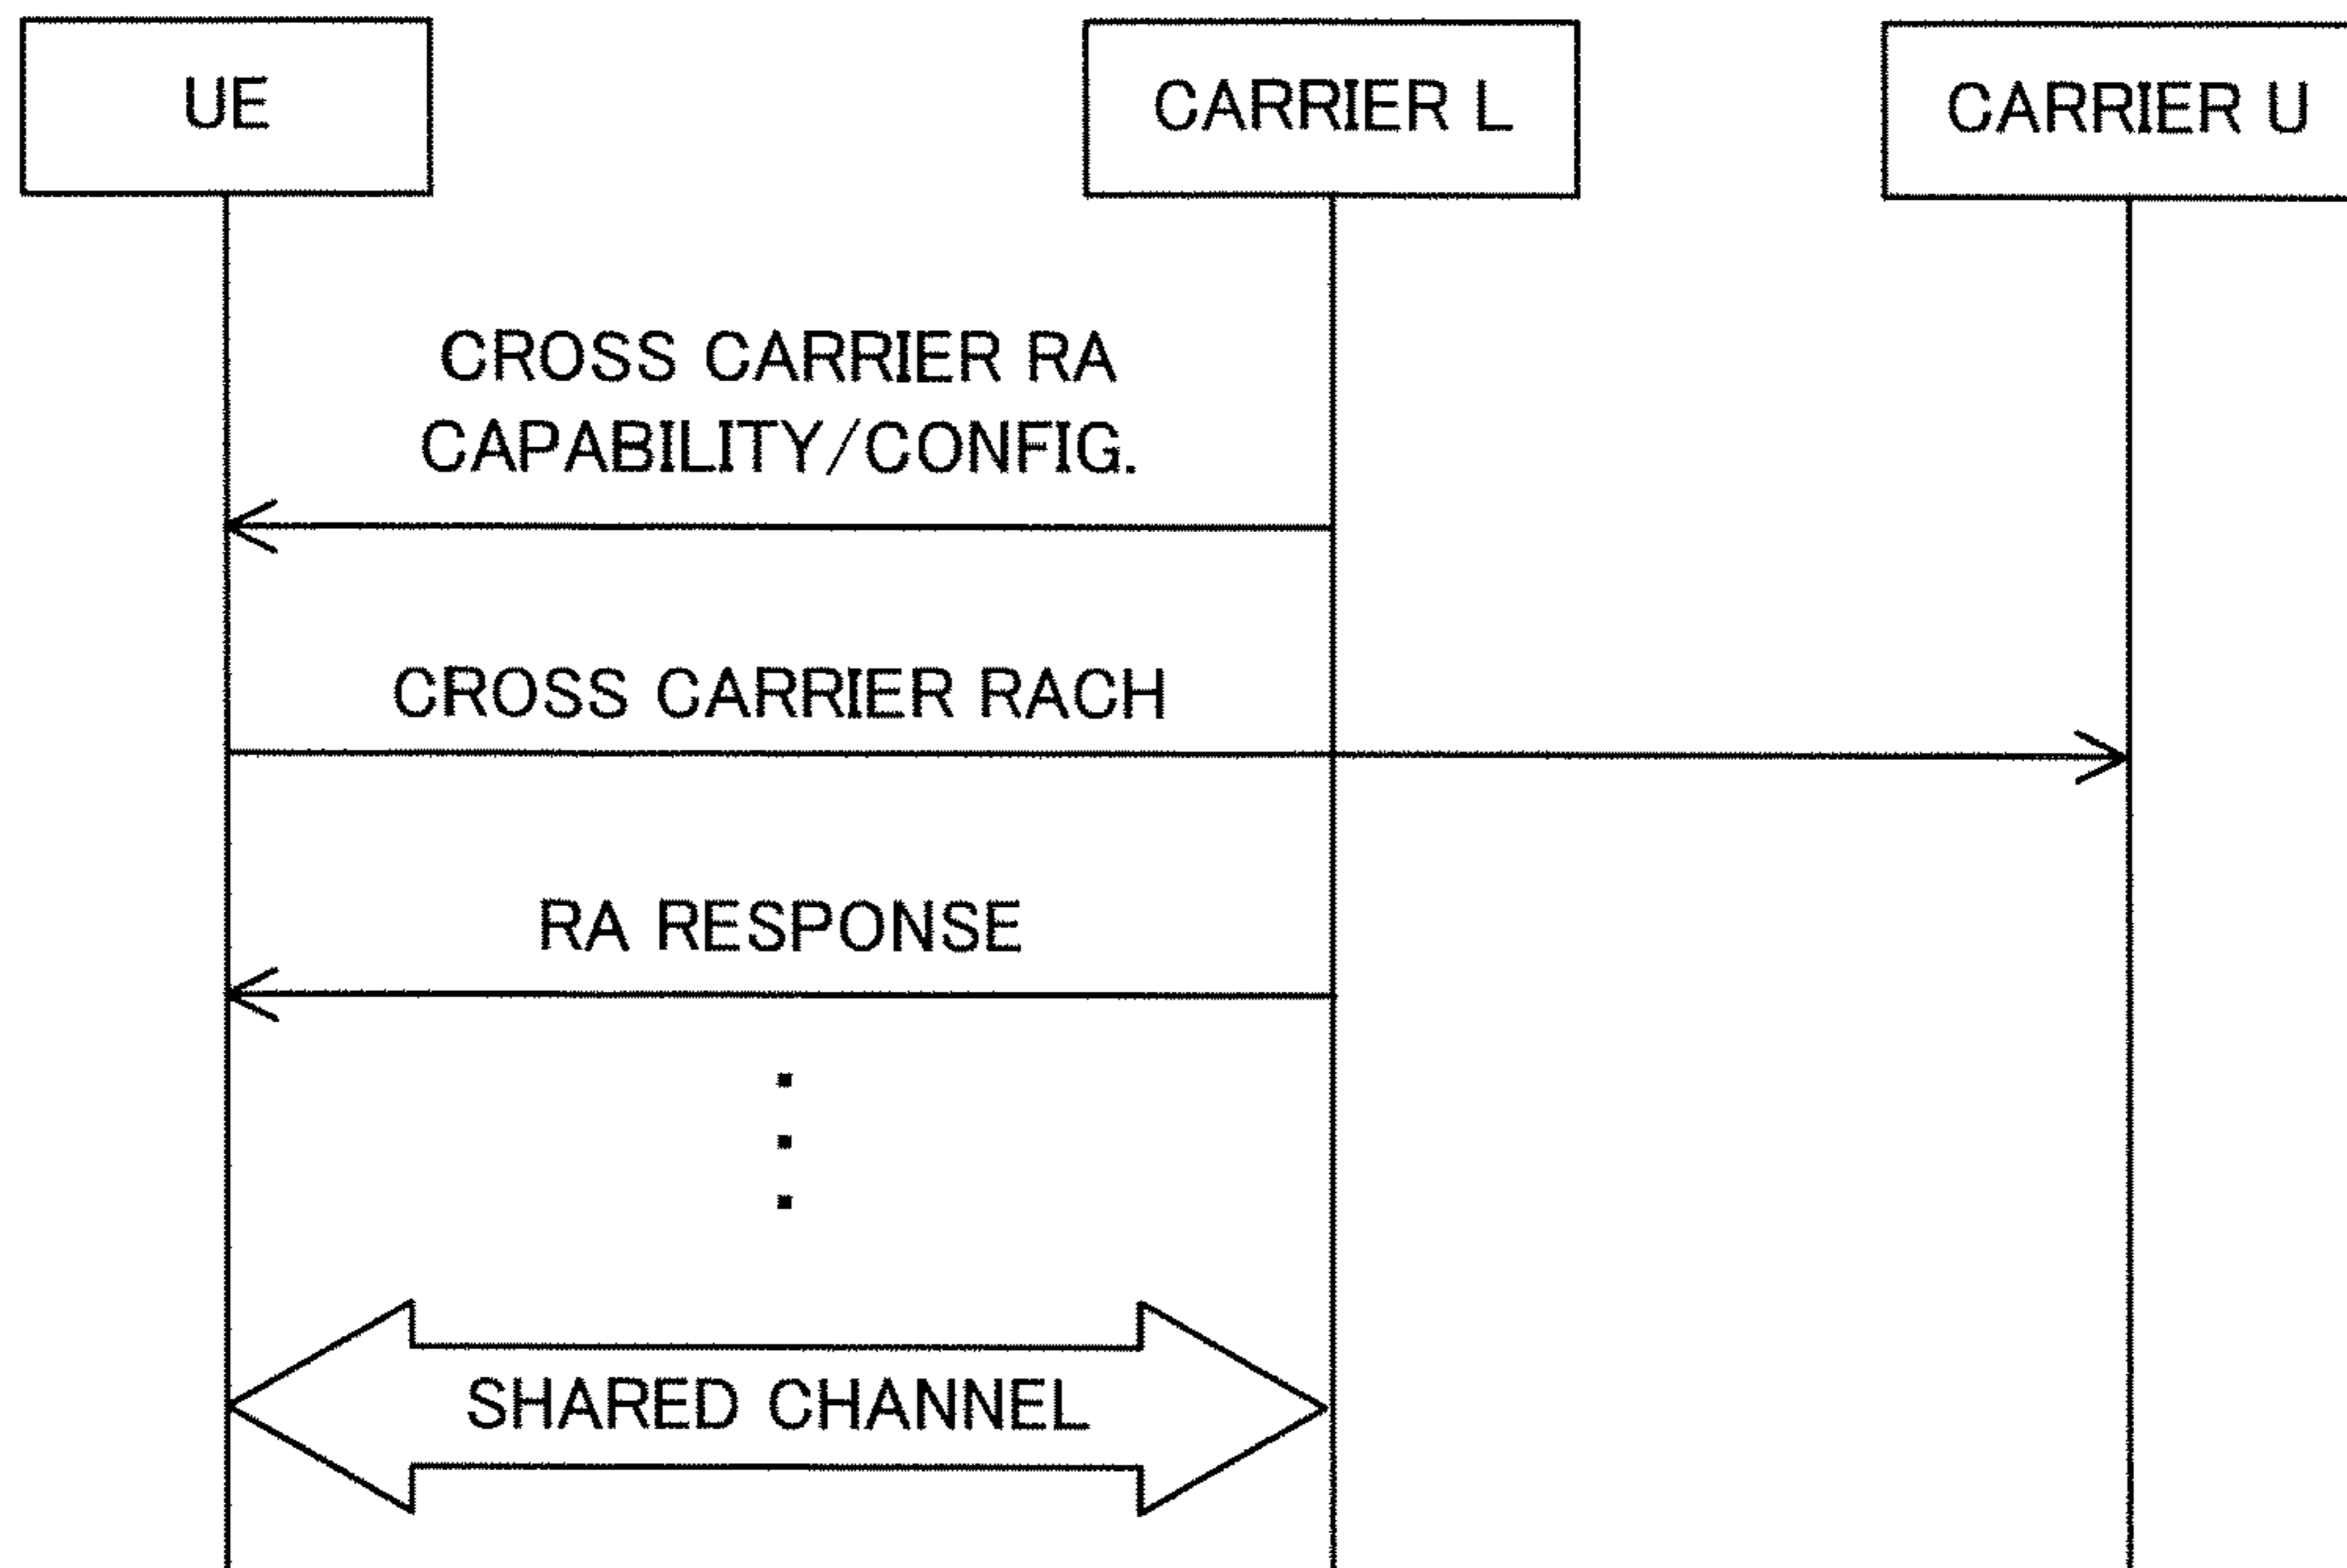 UE
CARRIER L
CARRIER U
CROSS CARRIER RA
CAPABILITY/CONFIG.
CROSS CARRIER RACH
RA RESPONSE
SHARED CHANNEL